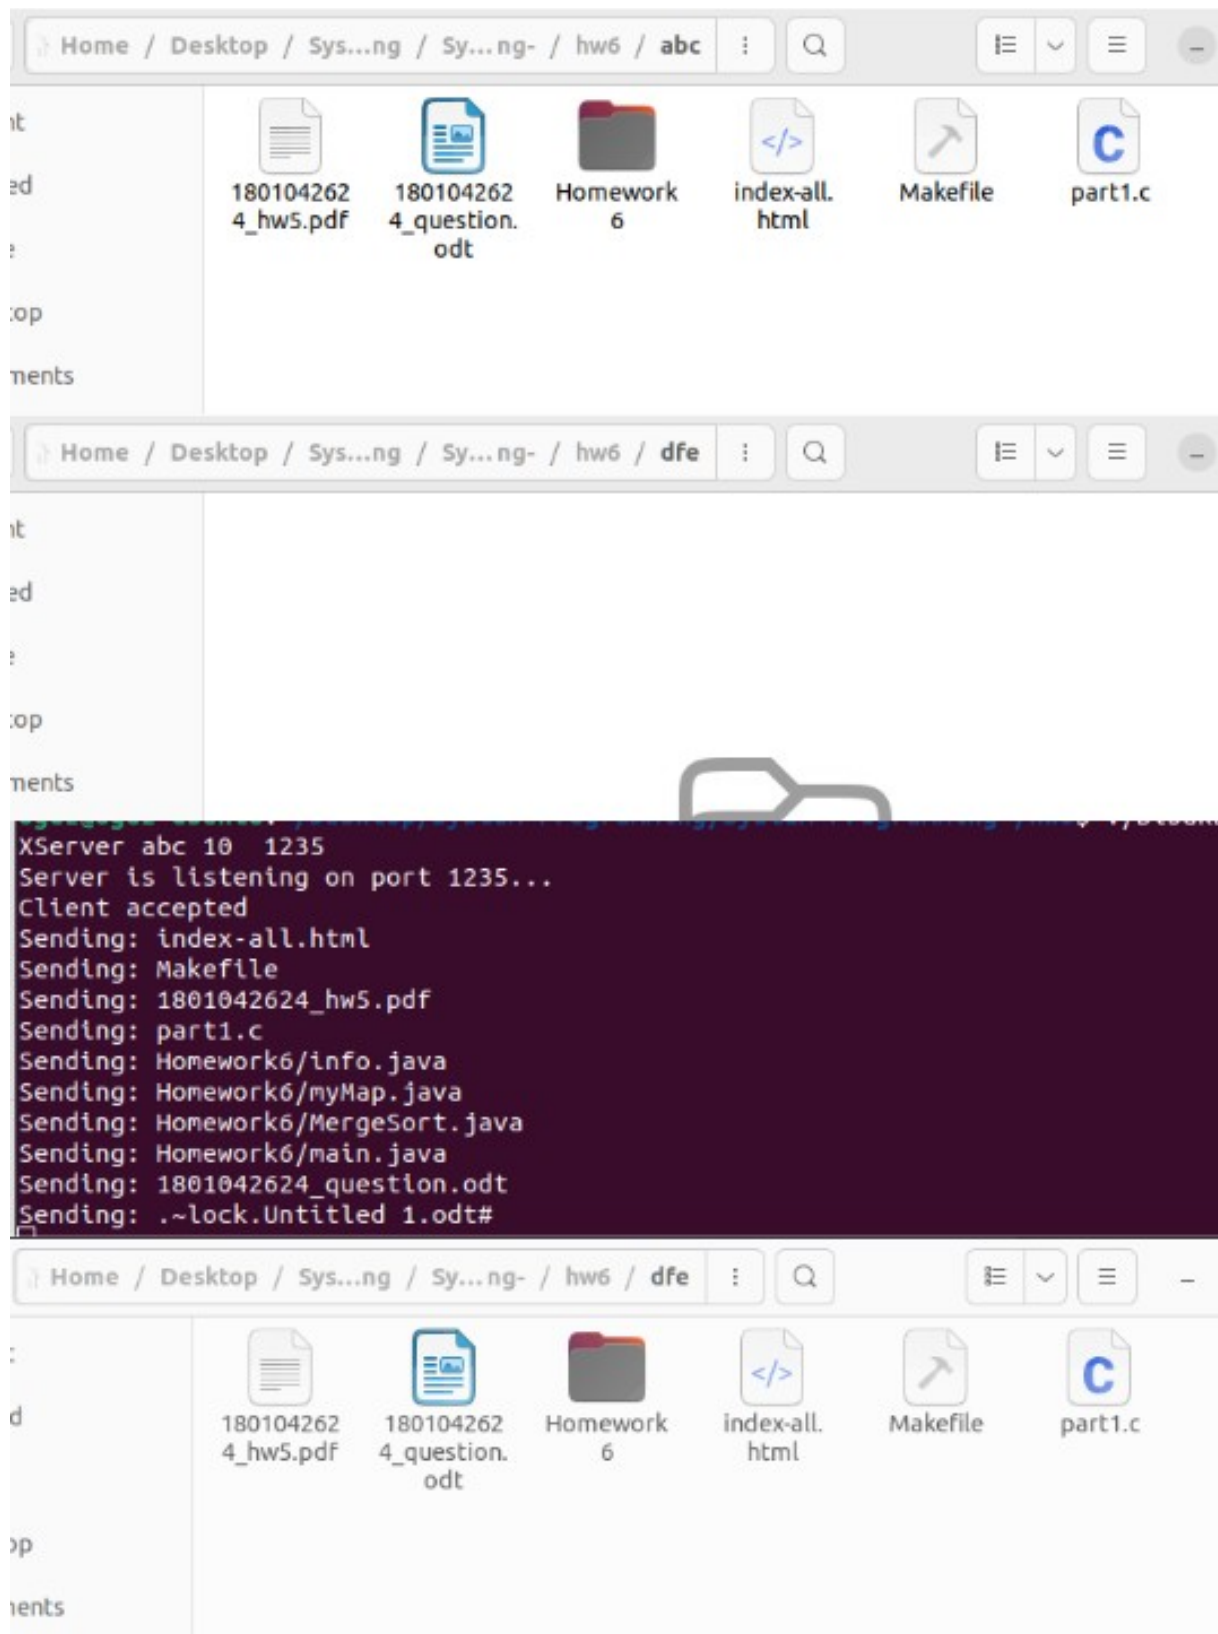 Home / Desktop / Sys...ng / Sy...ng- / hw6 / abc
ed
1801042624_hw5.pdf
1801042624_question.odt
Homework 6
index-all.html
Makefile
part1.c
Home / Desktop / Sys...ng / Sy...ng- / hw6 / dfe
XServer abc 10  1235
Server is listening on port 1235...
Client accepted
Sending: index-all.html
Sending: Makefile
Sending: 1801042624_hw5.pdf
Sending: part1.c
Sending: Homework6/info.java
Sending: Homework6/myMap.java
Sending: Homework6/MergeSort.java
Sending: Homework6/main.java
Sending: 1801042624_question.odt
Sending: .~lock.Untitled 1.odt#
Home / Desktop / Sys...ng / Sy...ng- / hw6 / dfe
1801042624_hw5.pdf
1801042624_question.odt
Homework 6
index-all.html
Makefile
part1.c